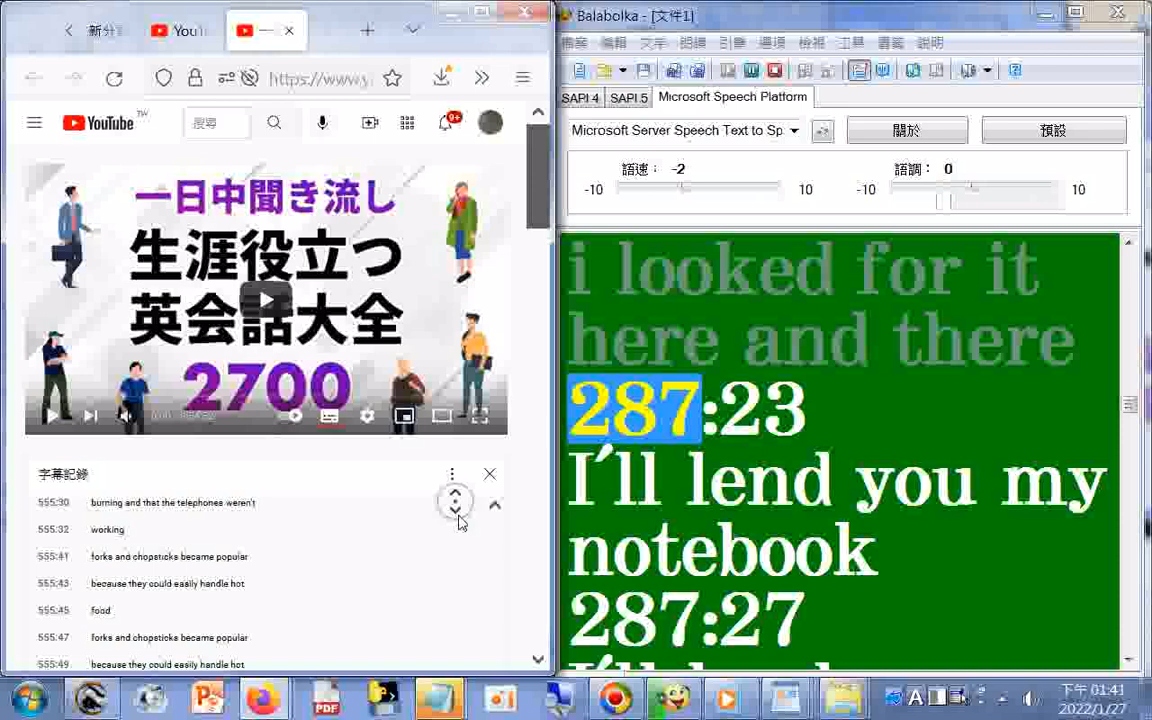 新分
YouT
Balabolka - [文件1]
檔案 編輯 文字 閱讀 引擎 選項 檢視 工具 書籤 說明
https://www.y
SAPI 4 SAPI 5 Microsoft Speech Platform
YouTube TW
搜尋
9+
Microsoft Server Speech Text to Sp
關於
預設
語速： -2
語調： 0
-10 10 -10 10
一日中聞き流し
生涯役立つ
英会話大全
2700
i looked for it
here and there
287:23
I'll lend you my
notebook
287:27
字幕記錄
555:30 burning and that the telephones weren't
555:32 working
555:41 forks and chopsticks became popular
555:43 because they could easily handle hot
555:45 food
555:47 forks and chopsticks became popular
555:49 because they could easily handle hot
PDF
A
下午 01:41
2022/1/27